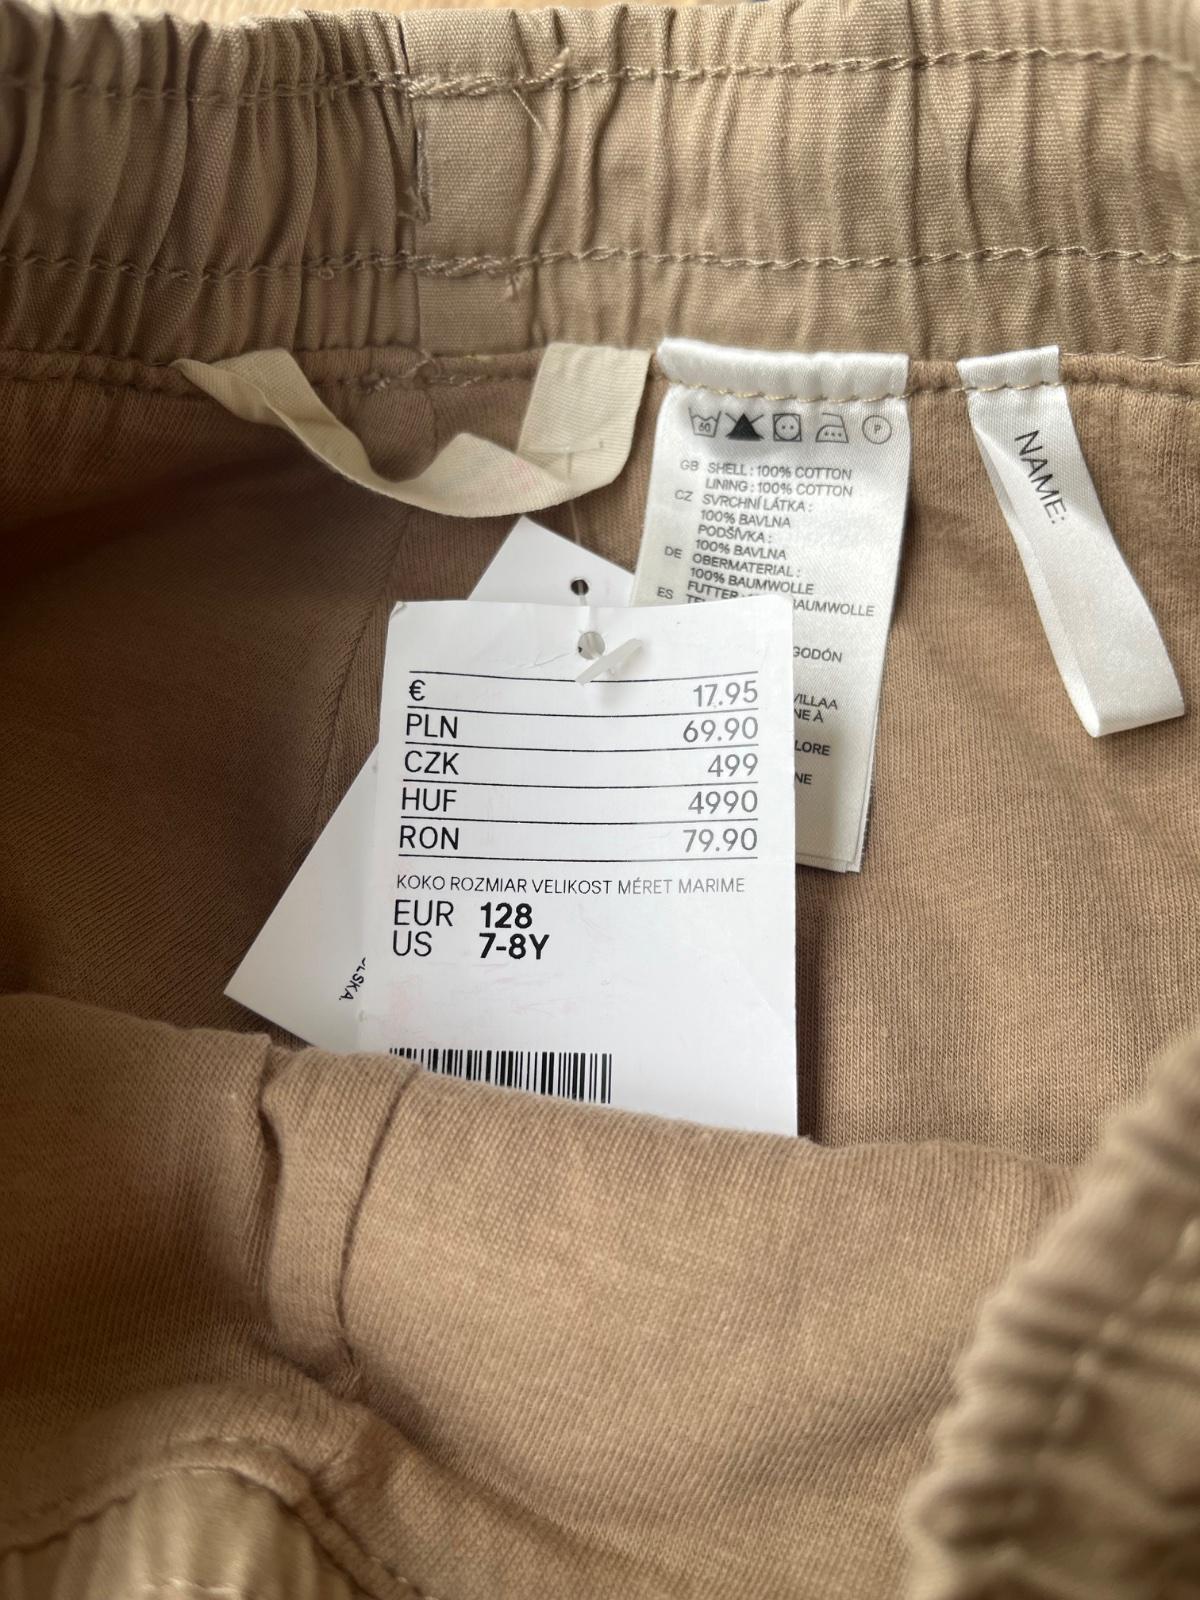 60
P
GB SHELL : 100% COTTON
LINING : 100% COTTON
CZ SVRCHNÍ LÁTKA :
100% BAVLNA
PODŠÍVKA :
100% BAVLNA
DE OBERMATERIAL :
100% BAUMWOLLE
FUTTER BAUMWOLLE
ES
NAME:
€ 17.95
PLN 69.90
CZK 499
HUF 4990
RON 79.90
KOKO ROZMIAR VELIKOST MÉRET MARIME
EUR 128
US 7-8Y